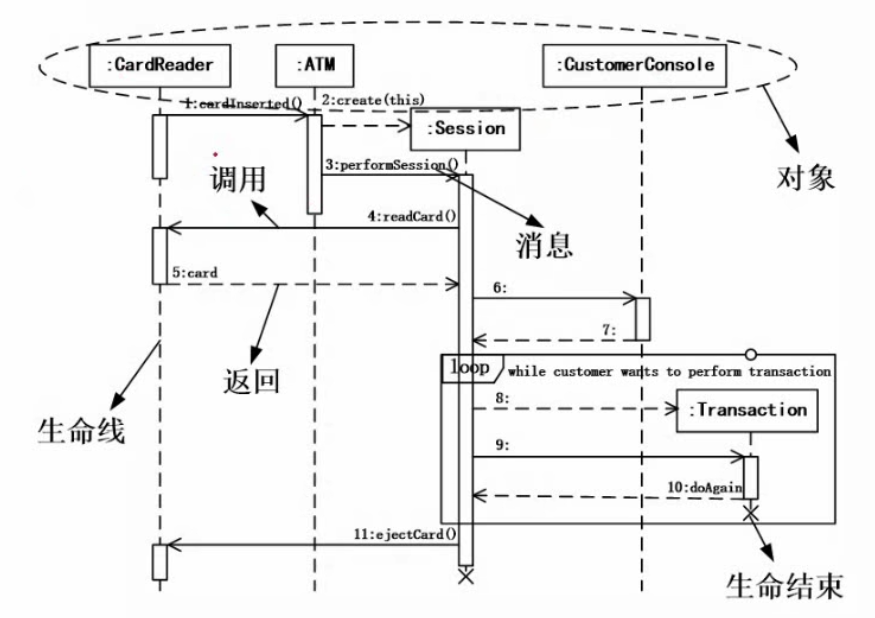 :CardReader
:ATM
:CustomerConsole
1:cardInserted()
2:create(this)
:Session
对象
3:performSession()
调用
4:readCard()
消息
5:card
6:
7:
返回
loop
while customer wants to perform transaction
8:
:Transaction
生命线
9:
10:doAgain
11:ejectCard()
生命结束